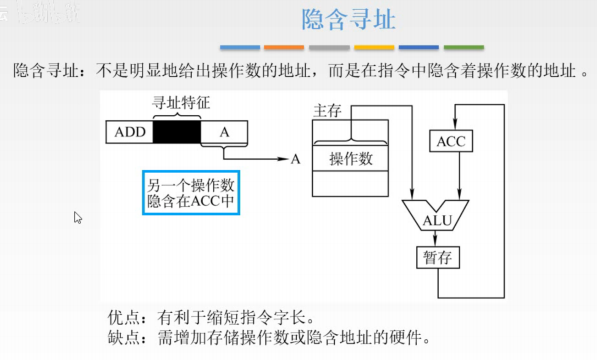 隐含寻址
隐含寻址：不是明显地给出操作数的地址，而是在指令中隐含着操作数的地址 。
寻址特征
ADD
A
A
另一个操作数
隐含在ACC中
主存
操作数
ACC
ALU
暂存
优点：有利于缩短指令字长。
缺点：需增加存储操作数或隐含地址的硬件。